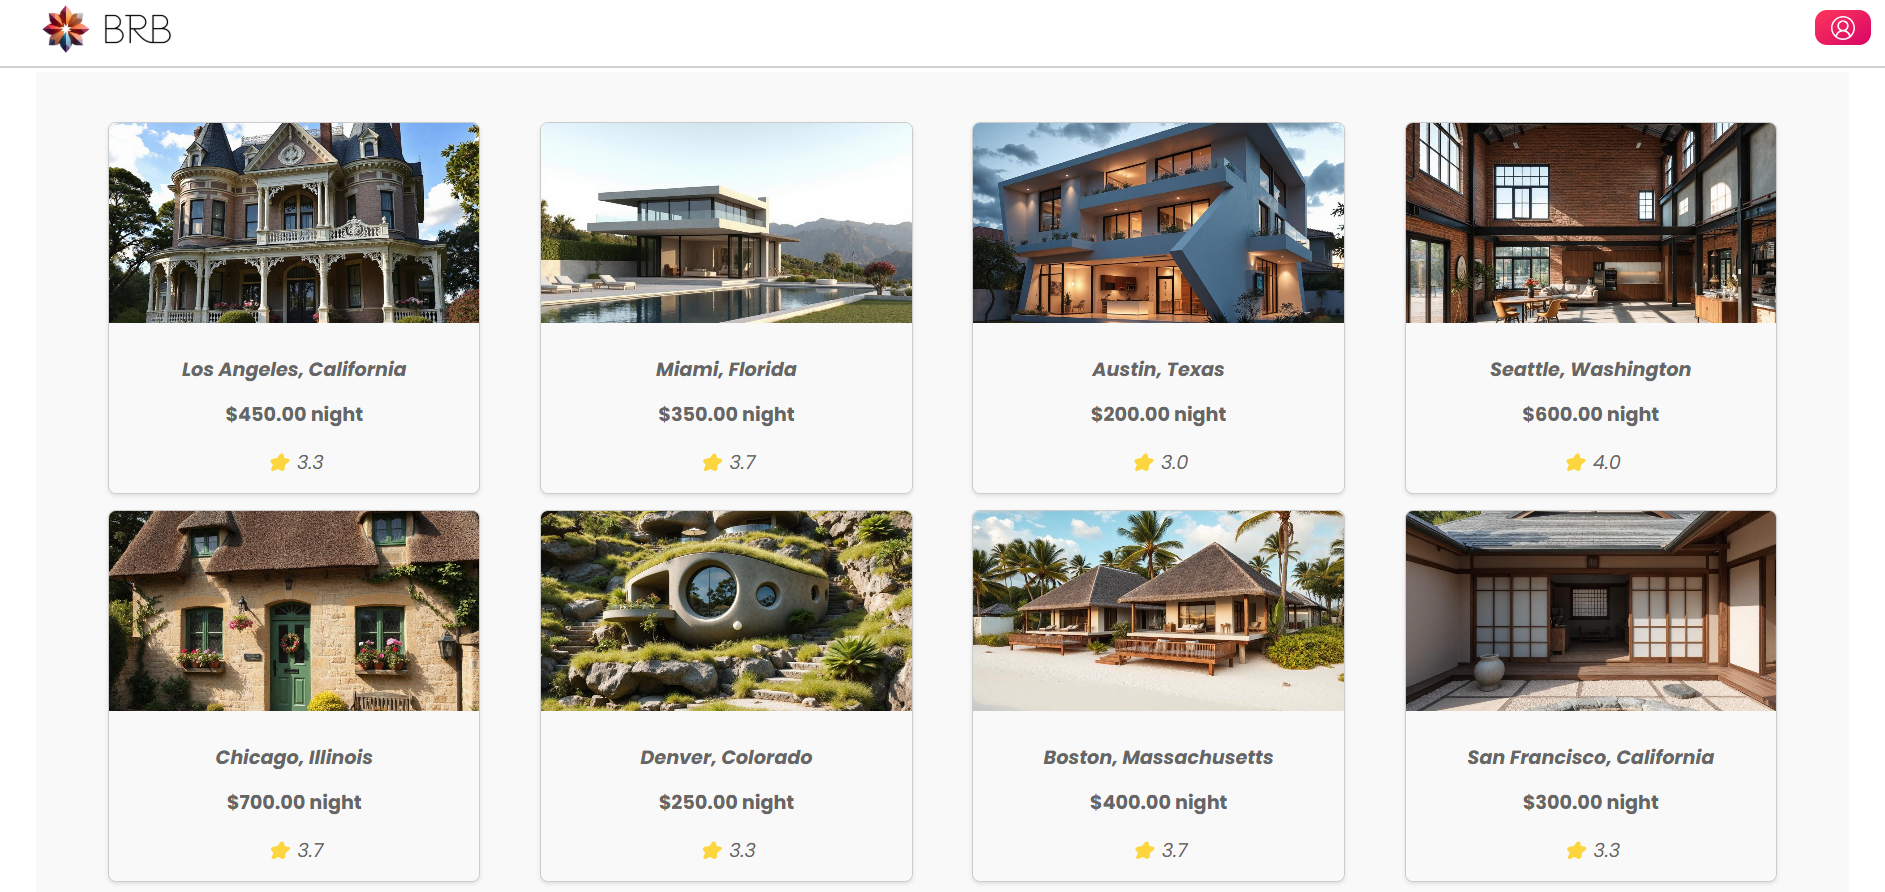 BRB
Los Angeles, California
$450.00 night
3.3
Miami, Florida
$350.00 night
3.7
Austin, Texas
$200.00 night
3.0
Seattle, Washington
$600.00 night
4.0
Chicago, Illinois
$700.00 night
3.7
Denver, Colorado
$250.00 night
3.3
Boston, Massachusetts
$400.00 night
3.7
San Francisco, California
$300.00 night
3.3